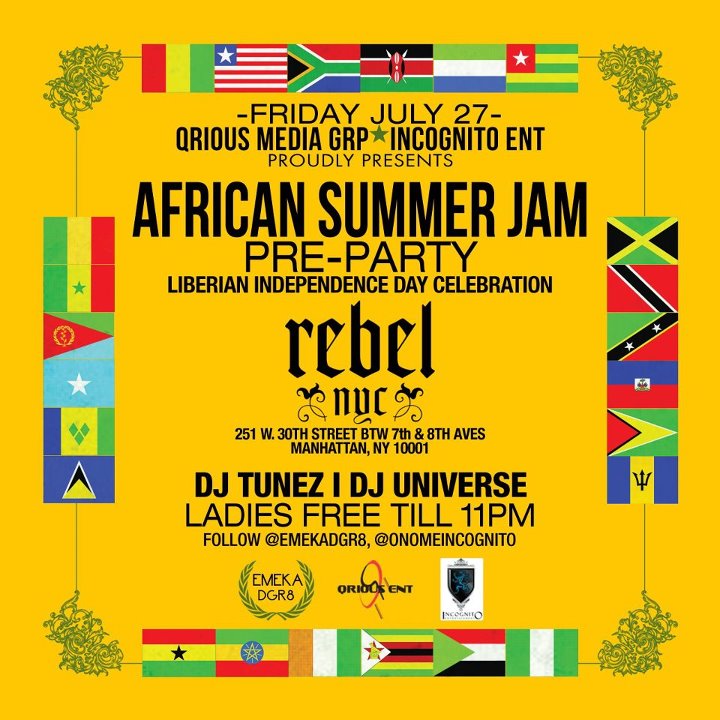 -FRIDAY JULY 27-
QRIOUS MEDIA GRP★INCOGNITO ENT
PROUDLY PRESENTS
AFRICAN SUMMER JAM
PRE-PARTY
LIBERIAN INDEPENDENCE DAY CELEBRATION
rebel
nyc
251 W. 30TH STREET BTW 7th & 8TH AVES
MANHATTAN, NY 10001
DJ TUNEZ I DJ UNIVERSE
LADIES FREE TILL 11PM
FOLLOW @EMEKADGR8, @ONOMEINCOGNITO
EMEKA
DGR8
QRIOUS ENT
INCOGNITO